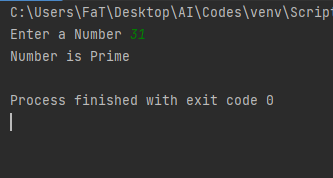 C:\Users\FaT\Desktop\AI\Codes\venv\Script
Enter a Number 31
Number is Prime
Process finished with exit code 0